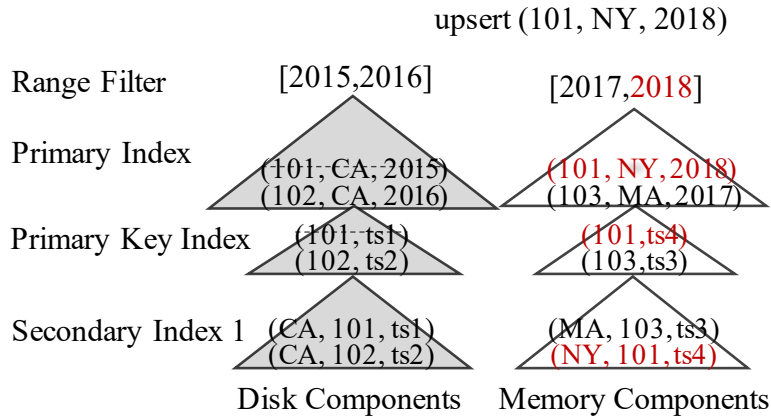 upsert (101, NY, 2018)
Range Filter [2015,2016] [2017,2018]
Primary Index (101, CA, 2015) (101, NY, 2018)
(102, CA, 2016) (103, MA,2017)
Primary Key Index (101, ts1) (101,ts4)
(102, ts2) (103,ts3)
Secondary Index 1 (CA, 101, ts1) (MA, 103,ts3)
(CA, 102, ts2) (NY, 101,ts4)
Disk Components Memory Components